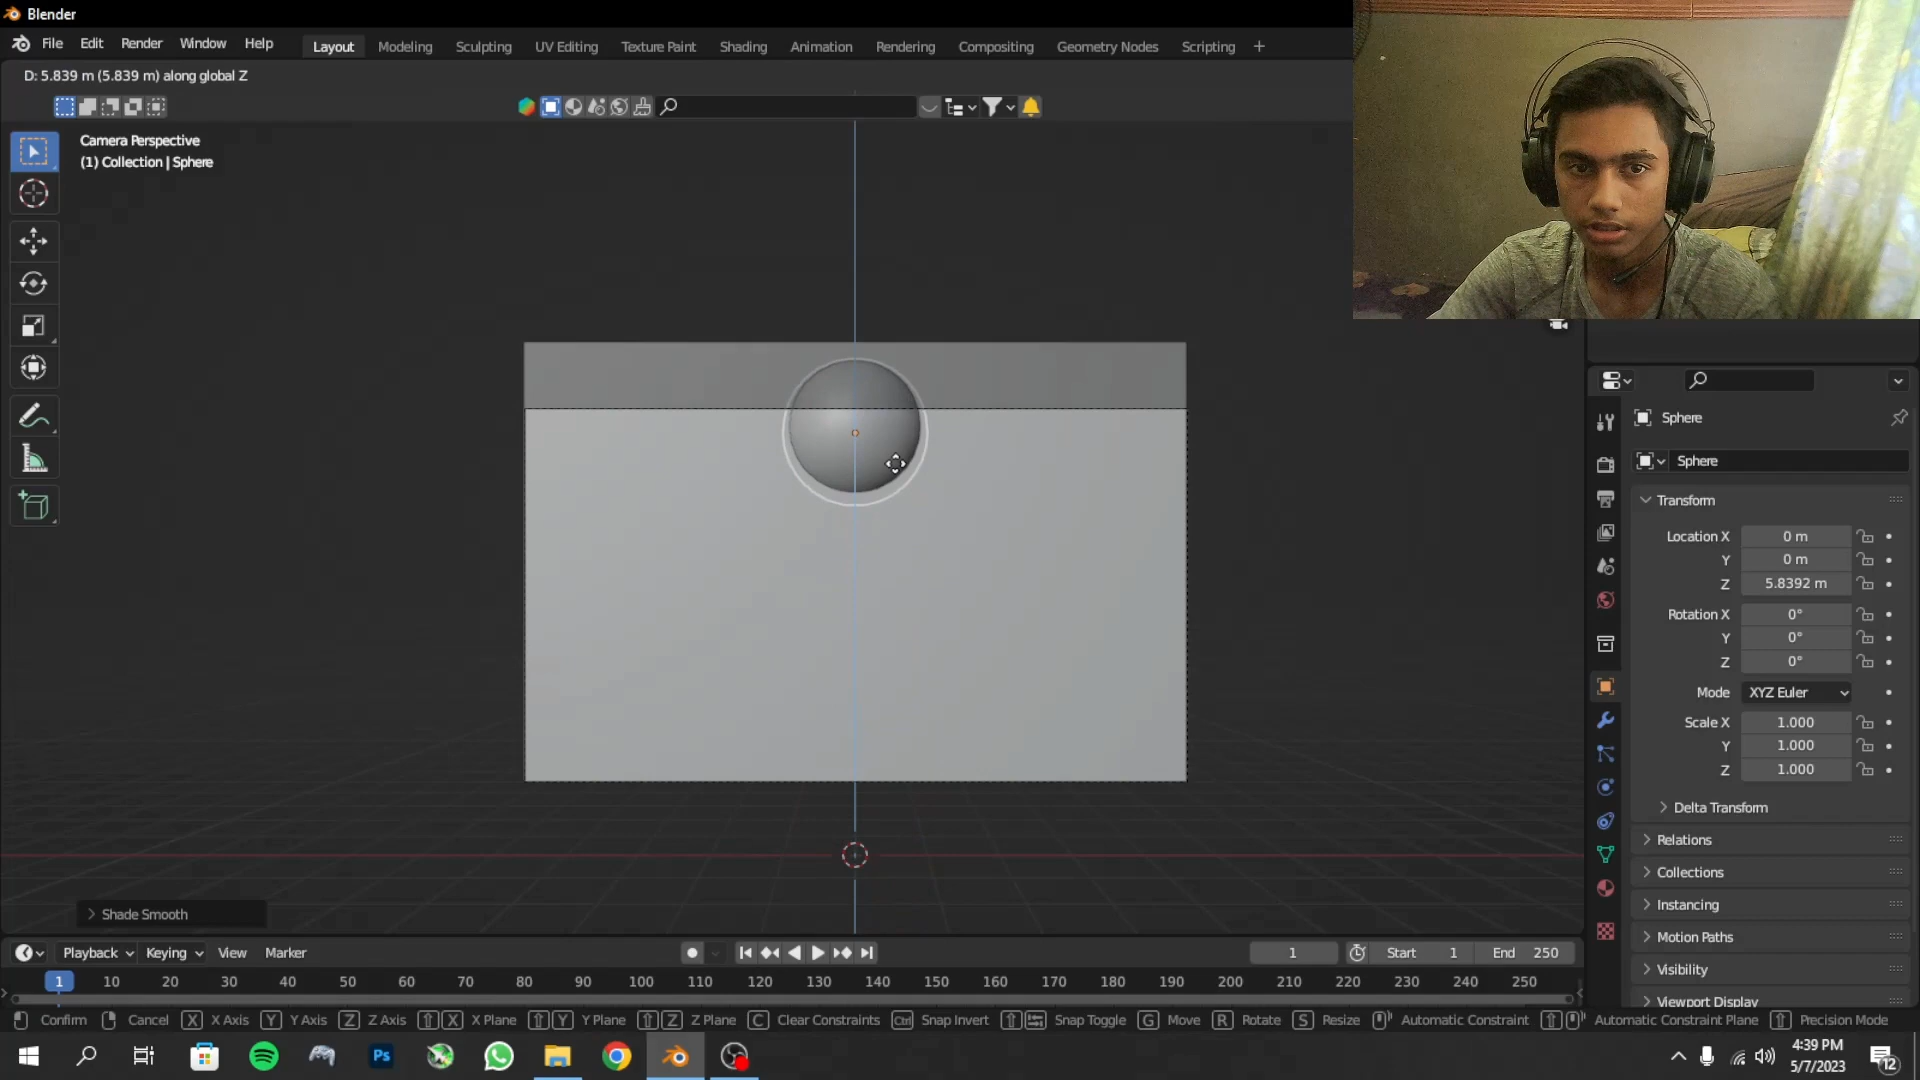 Blender
File Edit Render Window Help Layout Modeling Sculpting UV Editing Texture Paint Shading Animation Rendering Compositing Geometry Nodes Scripting +
D: 5.839 m (5.839 m) along global Z
Camera Perspective
(1) Collection | Sphere
Sphere
Sphere
Transform
Location X 0 m
Y 0 m
Z 5.8392 m
Rotation X 0°
Y 0°
Z 0°
Mode XYZ Euler
Scale X 1.000
Y 1.000
Z 1.000
Delta Transform
Relations
Collections
Instancing
Motion Paths
Visibility
Viewport Display
Shade Smooth
Playback Keying View Marker 1 Start 1 End 250
1 10 20 30 40 50 60 70 80 90 100 110 120 130 140 150 160 170 180 190 200 210 220 230 240 250
Confirm Cancel X X Axis Y Y Axis Z Z Axis X X Plane Y Y Plane Z Z Plane C Clear Constraints Ctrl Snap Invert Snap Toggle G Move R Rotate S Resize Automatic Constraint Automatic Constraint Plane Precision Mode
Ps
4:39 PM
5/7/2023
12